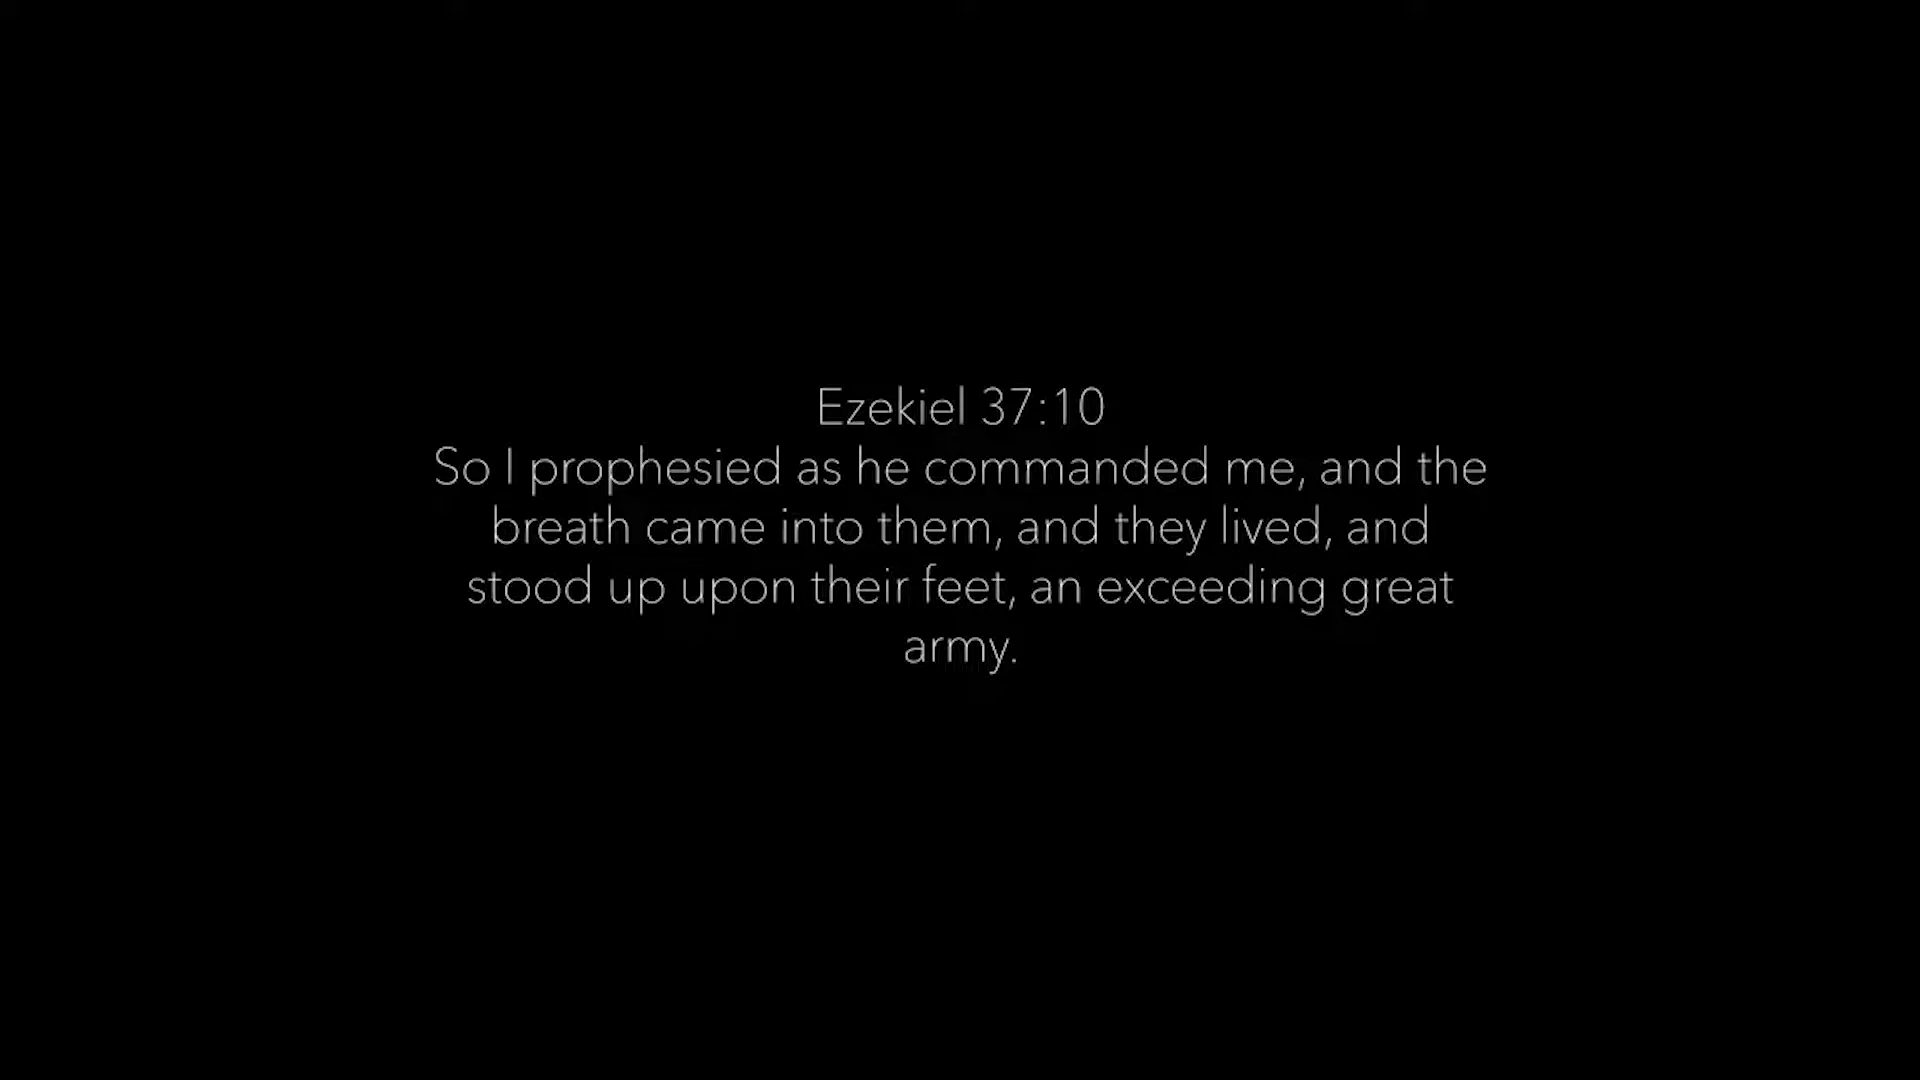 Ezekiel 37:10
So I prophesied as he commanded me, and the
breath came into them, and they lived, and
stood up upon their feet, an exceeding great
army.